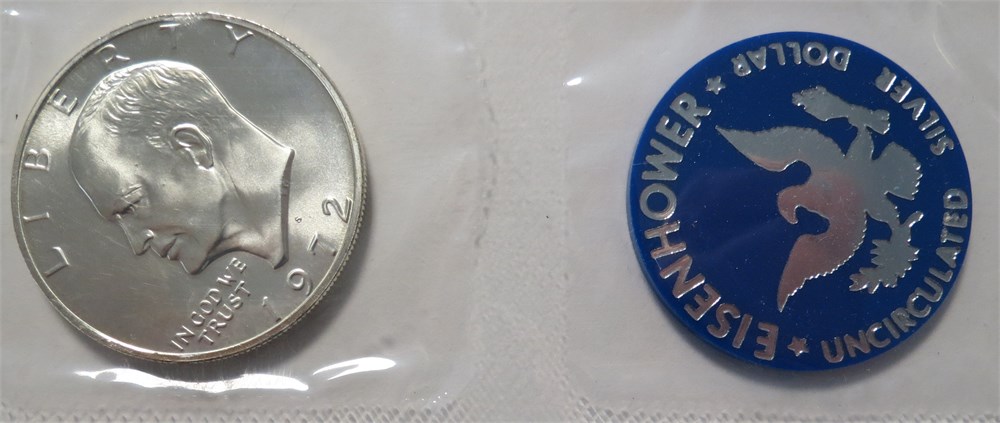 LIBERTY
IN GOD WE
TRUST
1972
EISENHOWER
SILVER DOLLAR
UNCIRCULATED